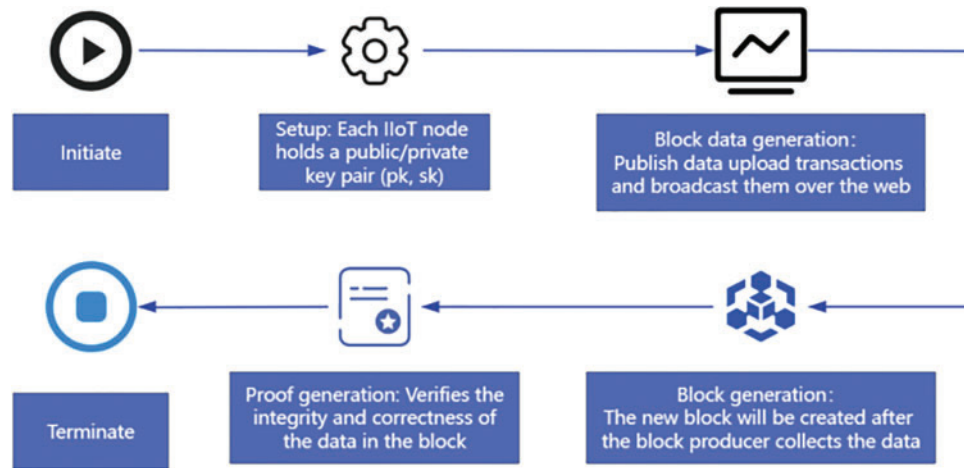 Initiate
Setup: Each IIoT node
holds a public/private
key pair (pk, sk)
Block data generation:
Publish data upload transactions
and broadcast them over the web
Terminate
Proof generation: Verifies the
integrity and correctness of
the data in the block
Block generation:
The new block will be created after
the block producer collects the data